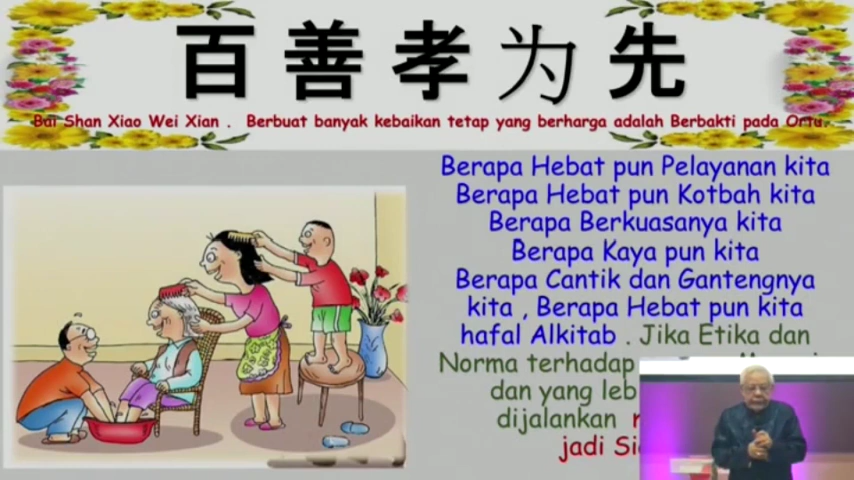 百善孝为先
Bai Shan Xiao Wei Xian . Berbuat banyak kebaikan tetap yang berharga adalah Berbakti pada Ortu.
Berapa Hebat pun Pelayanan kita
Berapa Hebat pun Kotbah kita
Berapa Berkuasanya kita
Berapa Kaya pun kita
Berapa Cantik dan Gantengnya
kita , Berapa Hebat pun kita
hafal Alkitab . Jika Etika dan
Norma terhadap
dan yang
dijalankan
jadi